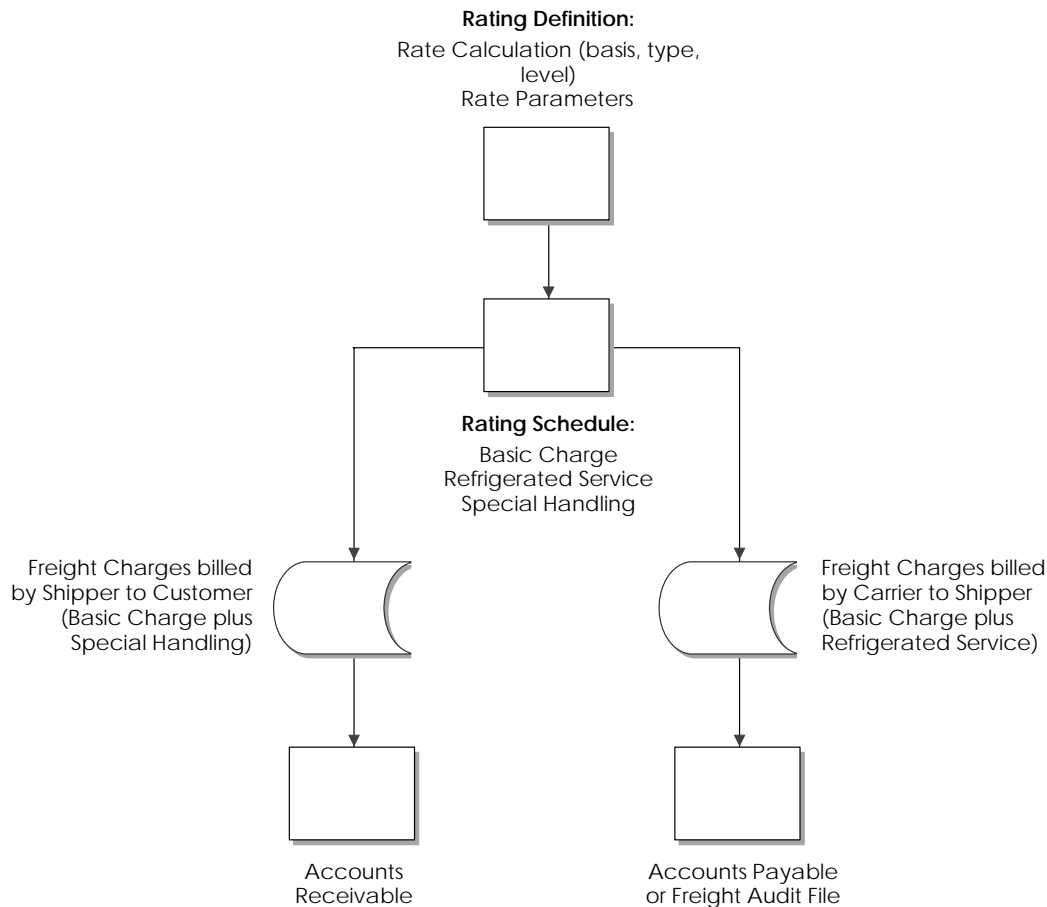 Rating Definition:
Rate Calculation (basis, type,
level)
Rate Parameters
Rating Schedule:
Basic Charge
Refrigerated Service
Special Handling
Freight Charges billed
by Shipper to Customer
(Basic Charge plus
Special Handling)
Freight Charges billed
by Carrier to Shipper
(Basic Charge plus
Refrigerated Service)
Accounts
Receivable
Accounts Payable
or Freight Audit File